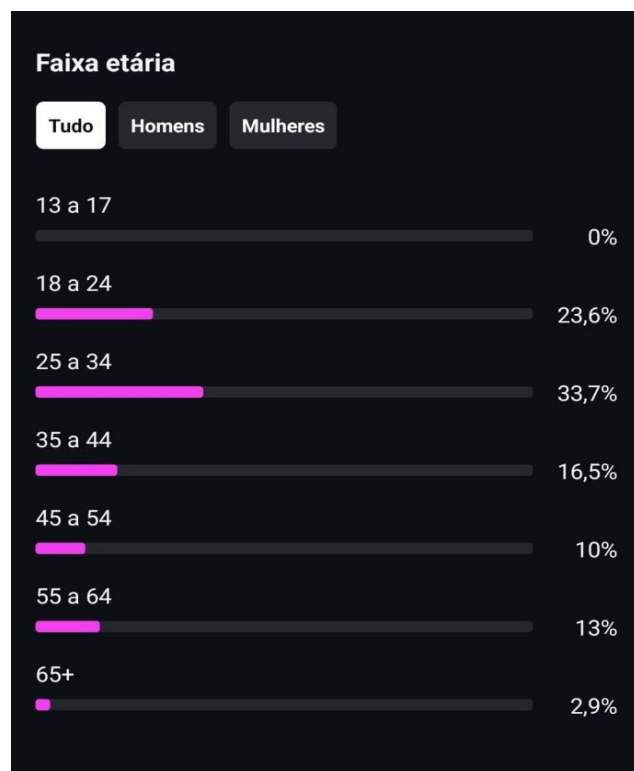 Faixa etária
Tudo Homens Mulheres
13 a 17
0%
18 a 24
23,6%
25 a 34
33,7%
35 a 44
16,5%
45 a 54
10%
55 a 64
13%
65+
2,9%